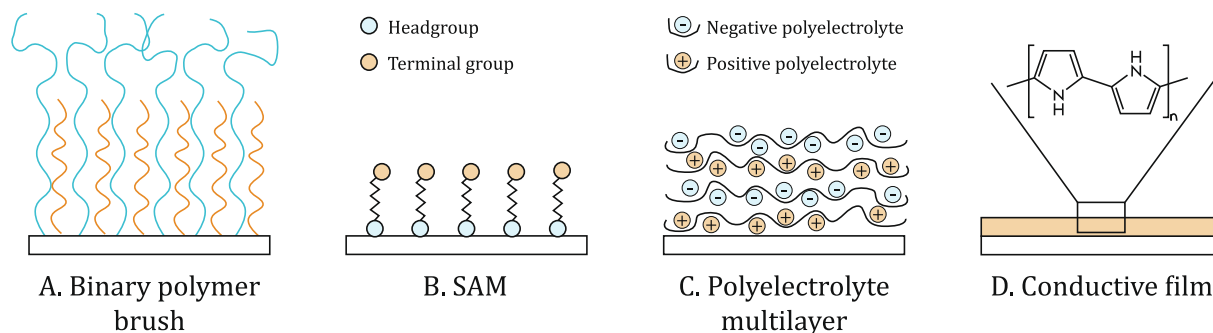 Headgroup
Terminal group
- Negative polyelectrolyte
+ Positive polyelectrolyte
H
N
N
H
n
- - - - - -
+ + + + + + +
- - - - - -
+ + + + + +
A. Binary polymer
brush
B. SAM
C. Polyelectrolyte
multilayer
D. Conductive film